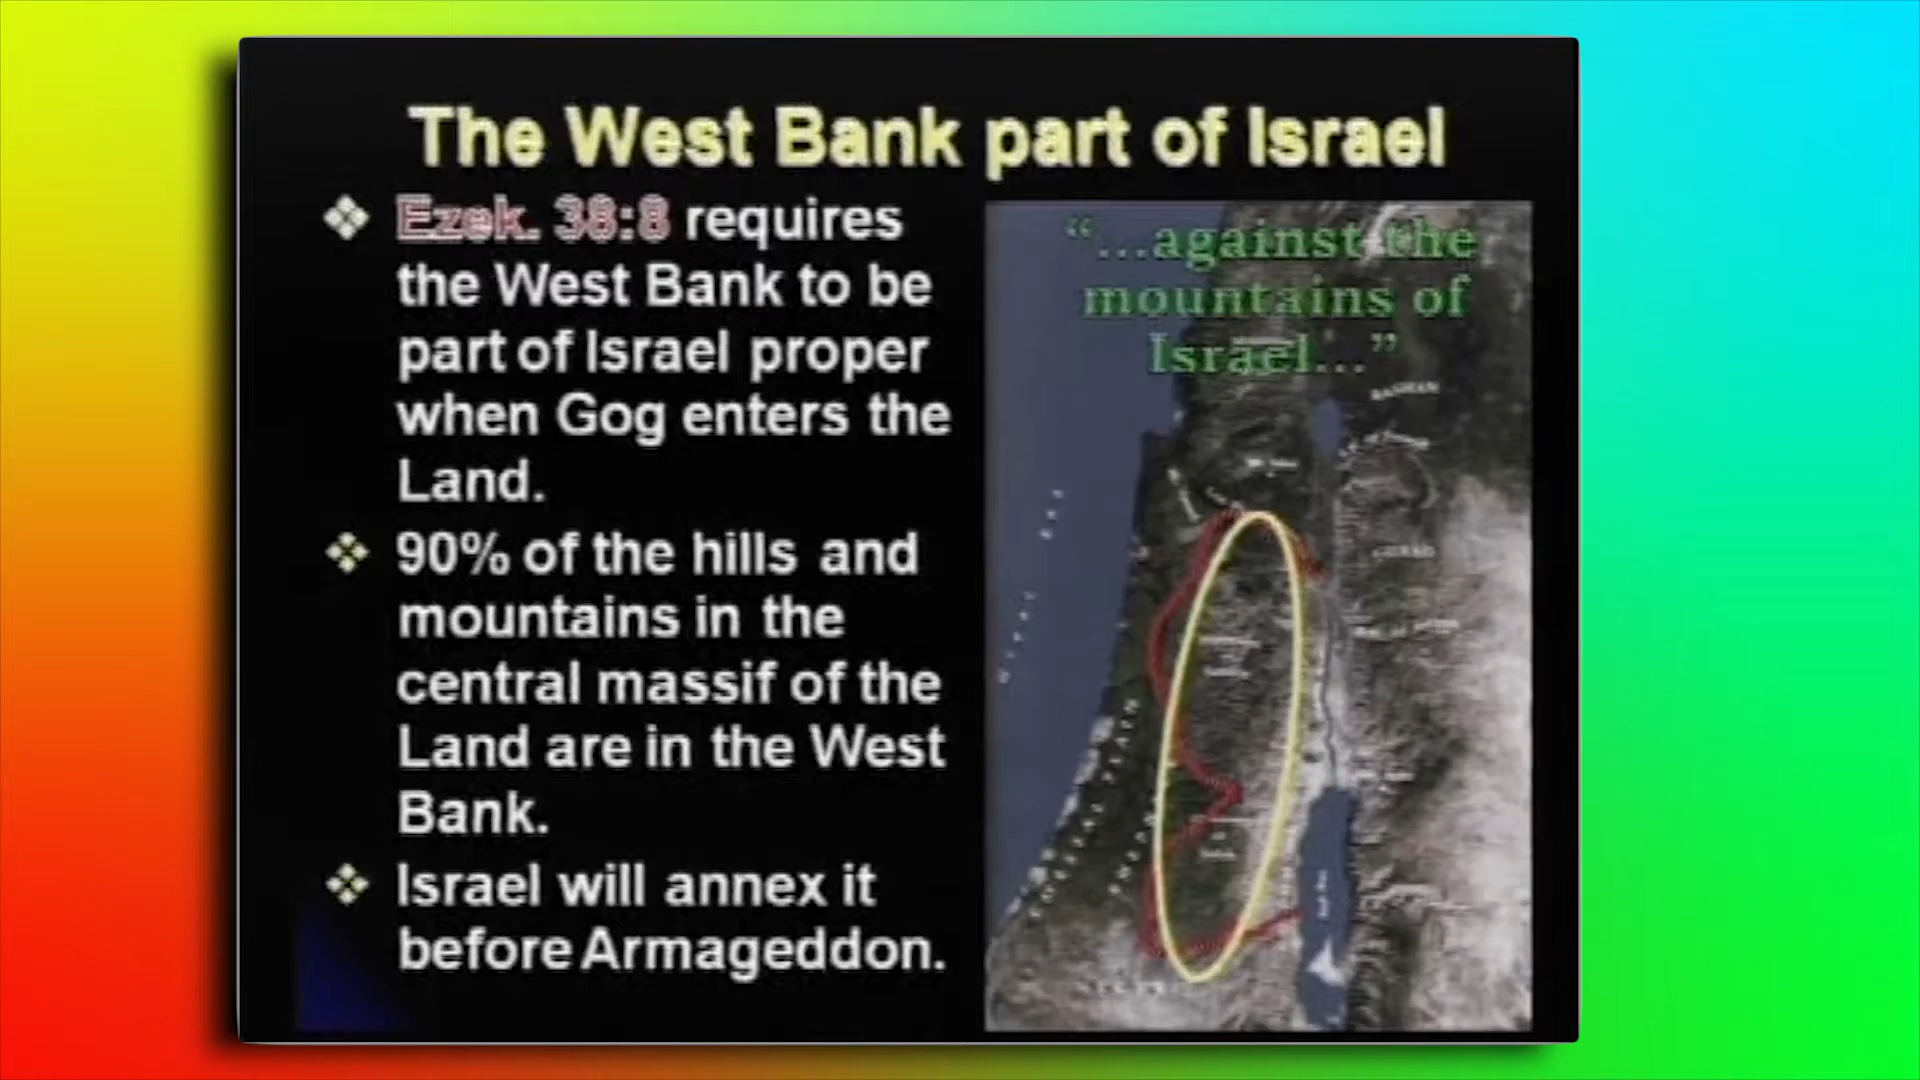 The West Bank part of Israel
Ezek. 38:8 requires
the West Bank to be
part of Israel proper
when Gog enters the
Land.
90% of the hills and
mountains in the
central massif of the
Land are in the West
Bank.
Israel will annex it
before Armageddon.
“...against the
mountains of
Israel...”
BASHAN
GILEAD